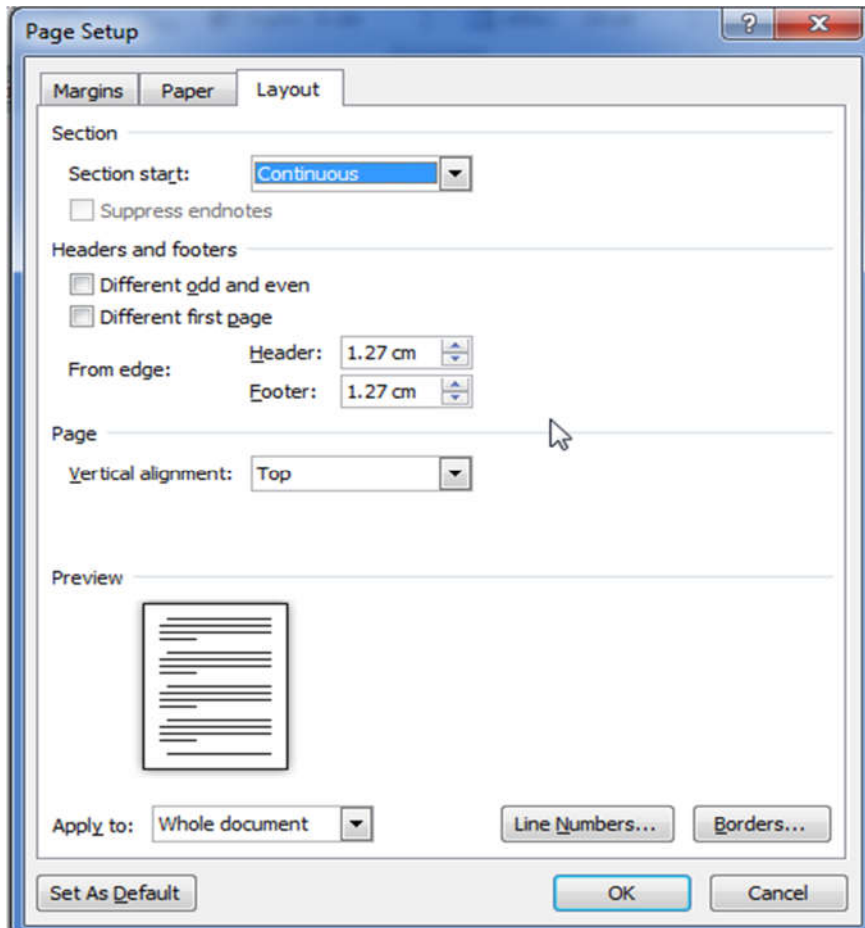 Page Setup
Margins Paper Layout
Section
Section start: Continuous
Suppress endnotes
Headers and footers
Different odd and even
Different first page
From edge: Header: 1.27 cm
Footer: 1.27 cm
Page
Vertical alignment: Top
Preview
Apply to: Whole document Line Numbers... Borders...
Set As Default OK Cancel